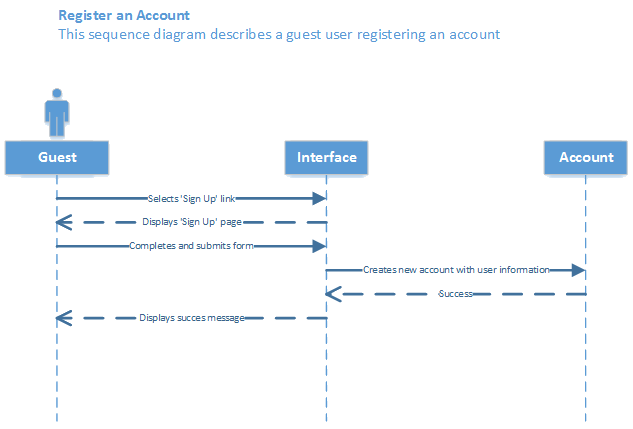 Register an Account
This sequence diagram describes a guest user registering an account
Guest
Interface
Account
Selects 'Sign Up' link
Displays 'Sign Up' page
Completes and submits form
Creates new account with user information
Success
Displays succes message